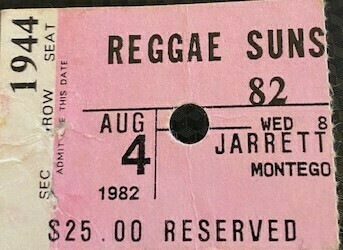 1944
SEC ROW SEAT
ADMIT THIS DATE
REGGAE SUNS
82
AUG
4
1982
WED 8
JARRETT
MONTEGO
$25.00 RESERVED